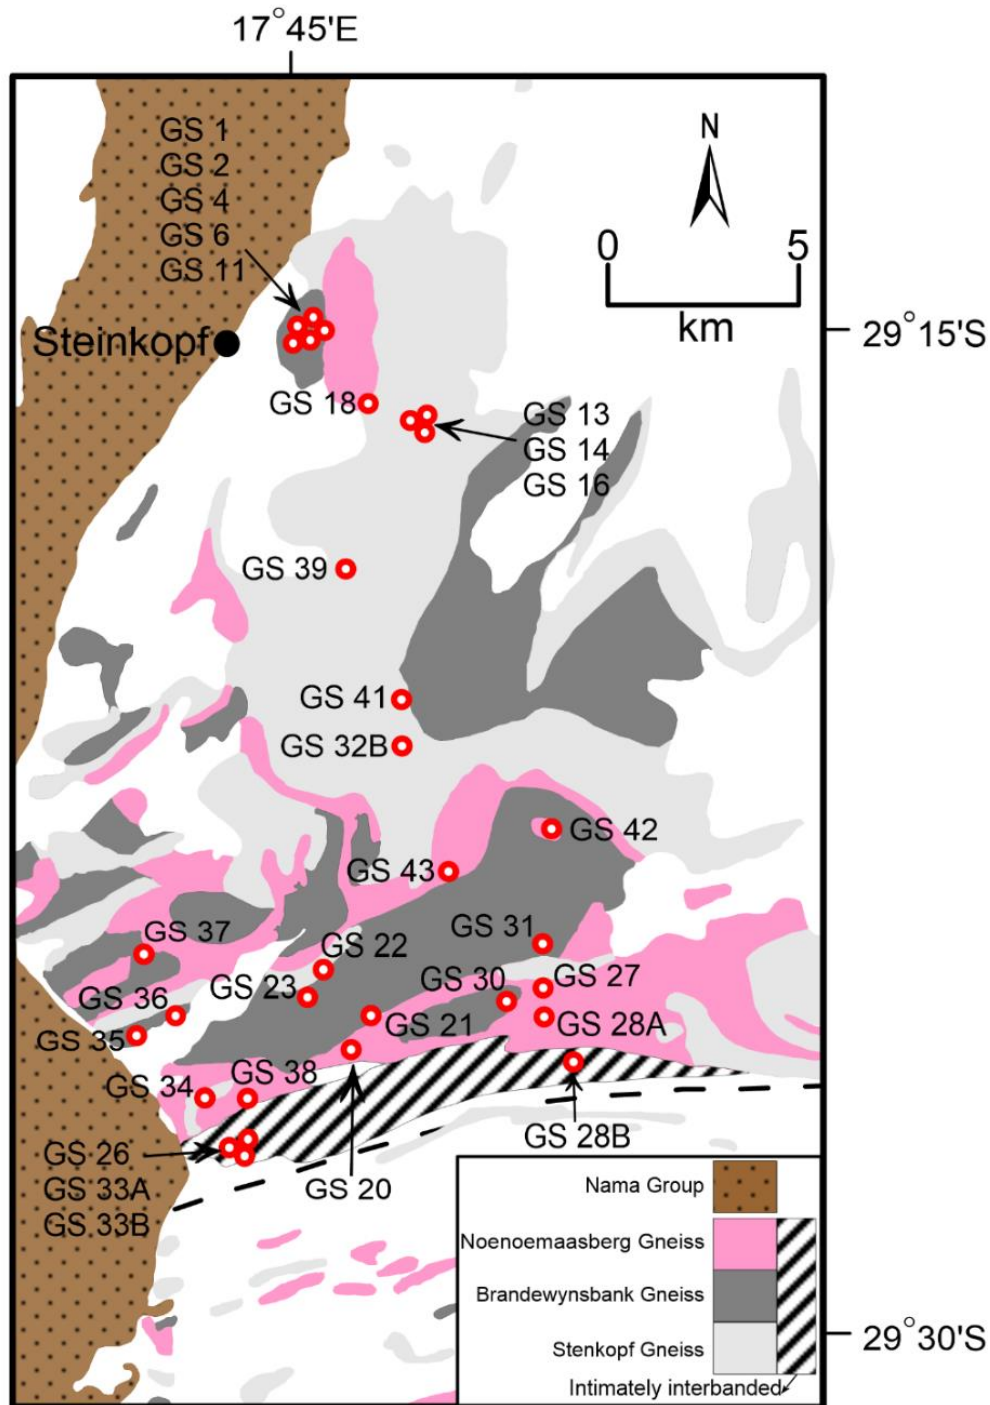 17°45'E
GS 1
GS 2
GS 4
GS 6
GS 11
N
0 5
km
29°15'S
Steinkopf
GS 18
GS 13
GS 14
GS 16
GS 39
GS 41
GS 32B
GS 42
GS 43
GS 37
GS 22
GS 31
GS 23
GS 30
GS 27
GS 36
GS 21
GS 28A
GS 35
GS 34
GS 38
GS 28B
GS 26
GS 33A
GS 33B
GS 20
Nama Group
Noenoemaasberg Gneiss
Brandewynsbank Gneiss
Stenkopf Gneiss
Intimately interbanded
29°30'S